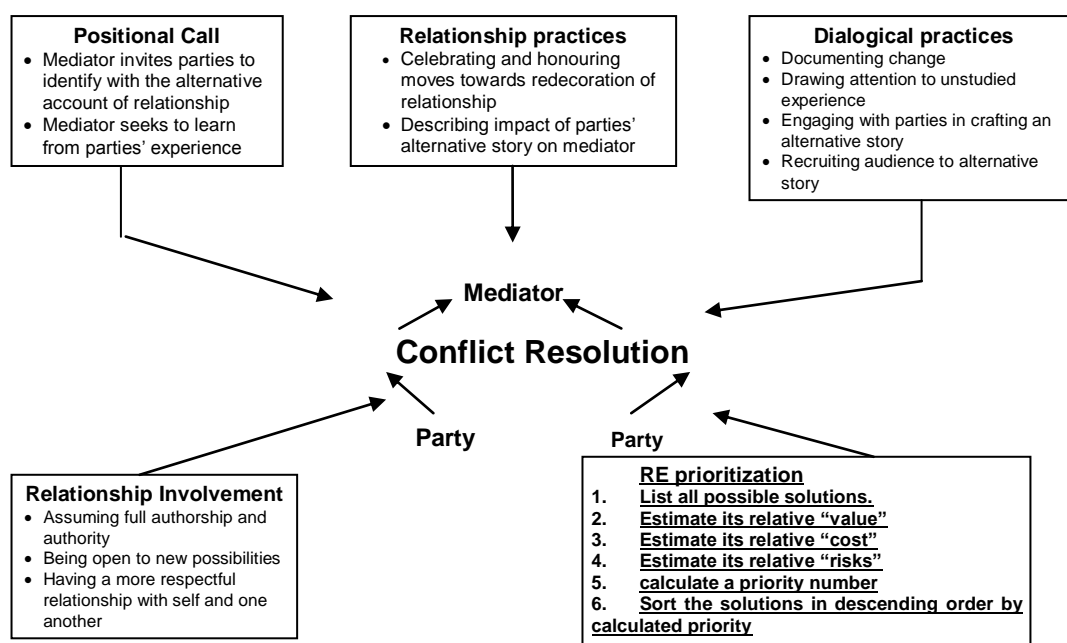 Positional Call
• Mediator invites parties to
identify with the alternative
account of relationship
• Mediator seeks to learn
from parties' experience
Relationship practices
• Celebrating and honouring
moves towards redecoration of
relationship
• Describing impact of parties'
alternative story on mediator
Dialogical practices
• Documenting change
• Drawing attention to unstudied
experience
• Engaging with parties in crafting an
alternative story
• Recruiting audience to alternative
story
Mediator
Conflict Resolution
Party
Party
Relationship Involvement
• Assuming full authorship and
authority
• Being open to new possibilities
• Having a more respectful
relationship with self and one
another
RE prioritization
1. List all possible solutions.
2. Estimate its relative “value”
3. Estimate its relative “cost”
4. Estimate its relative “risks”
5. calculate a priority number
6. Sort the solutions in descending order by
calculated priority